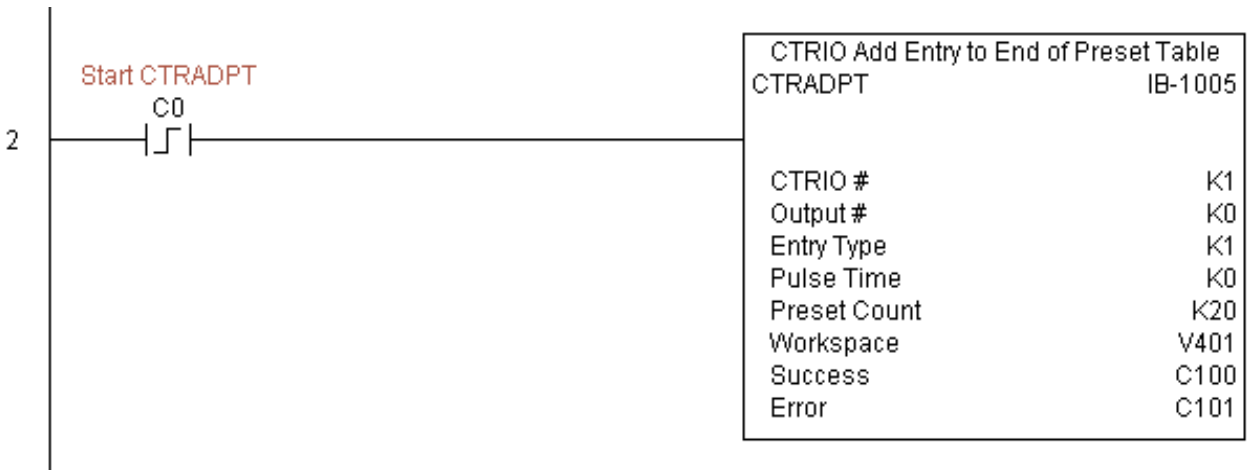 CTRIO Add Entry to End of Preset Table
CTRADPT IB-1005
Start CTRADPT
C0
2
CTRIO # K1
Output # K0
Entry Type K1
Pulse Time K0
Preset Count K20
Workspace V401
Success C100
Error C101